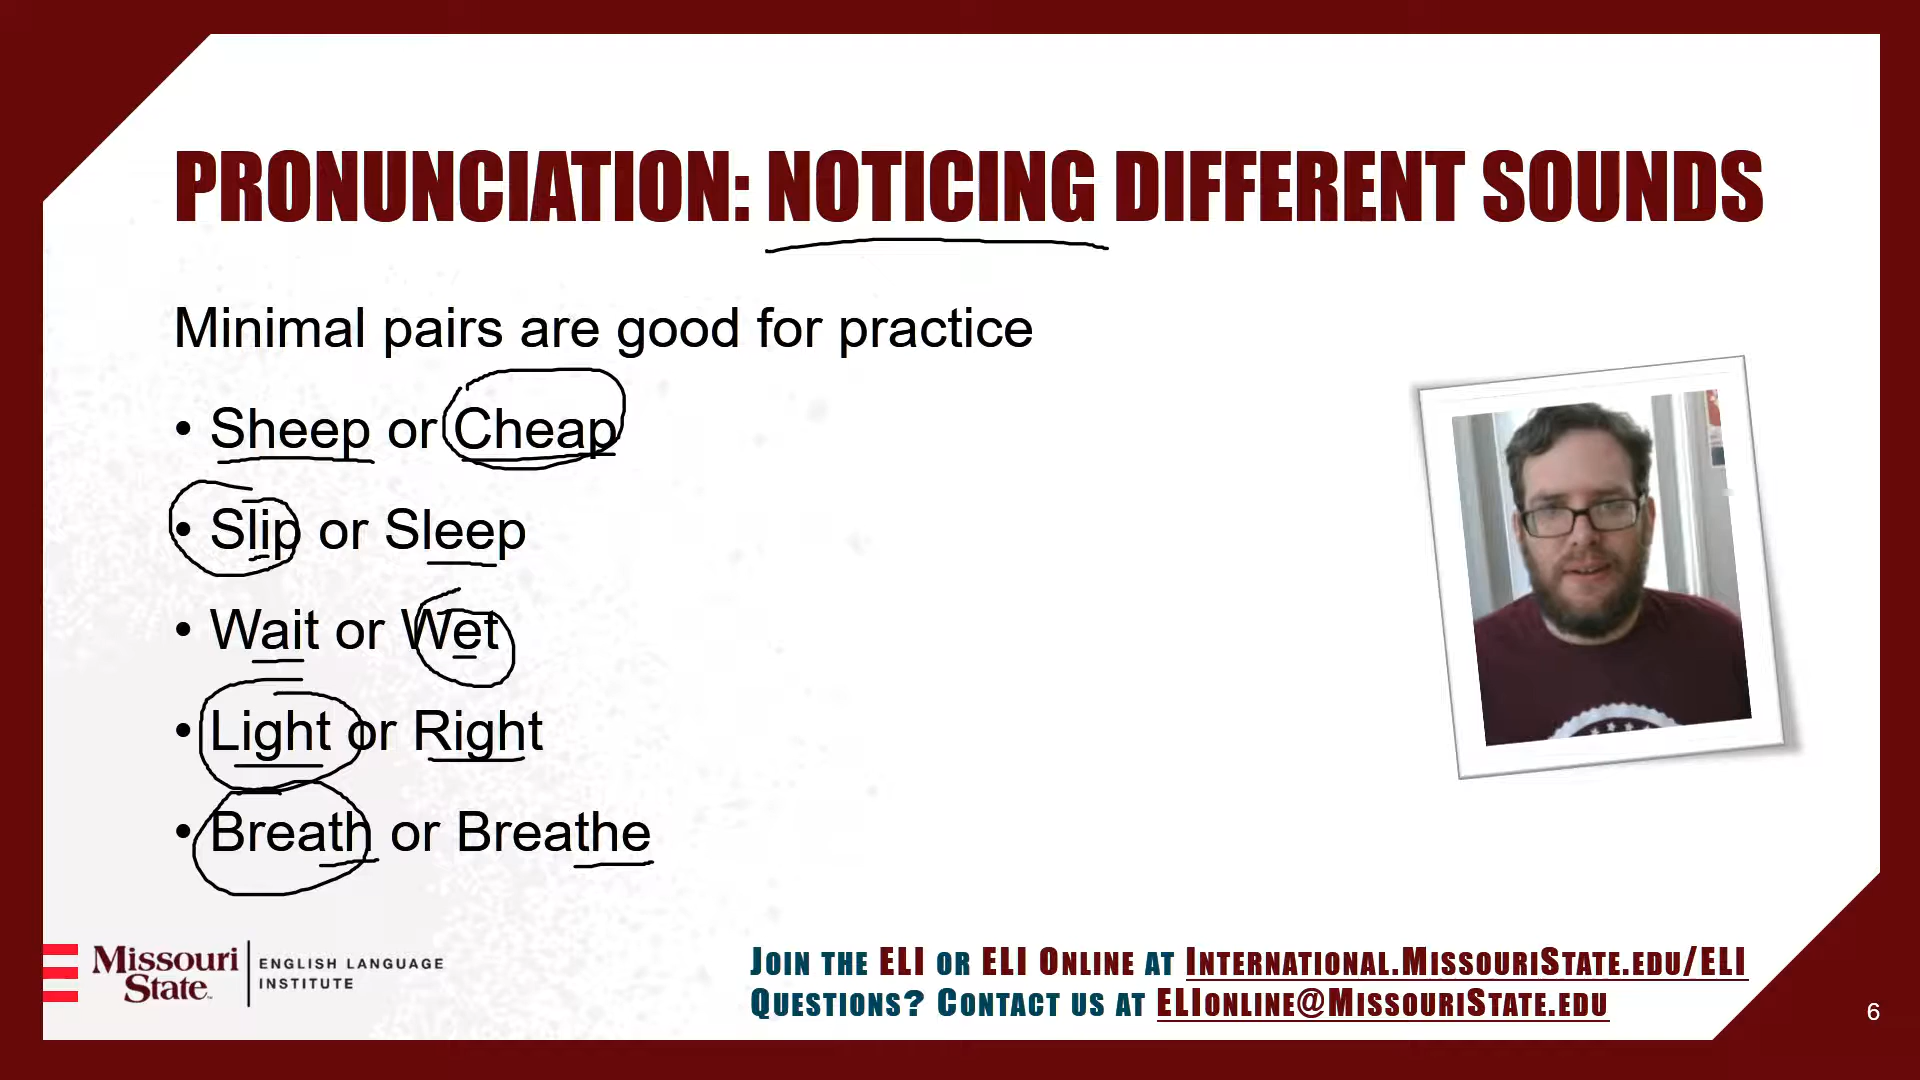 PRONUNCIATION: NOTICING DIFFERENT SOUNDS
Minimal pairs are good for practice
• Sheep or Cheap
• Slip or Sleep
• Wait or Wet
• Light or Right
• Breath or Breathe
Missouri State™
ENGLISH LANGUAGE
INSTITUTE
JOIN THE ELI OR ELI ONLINE AT INTERNATIONAL.MISSOURISTATE.EDU/ELI
QUESTIONS? CONTACT US AT ELIONLINE@MISSOURISTATE.EDU
6